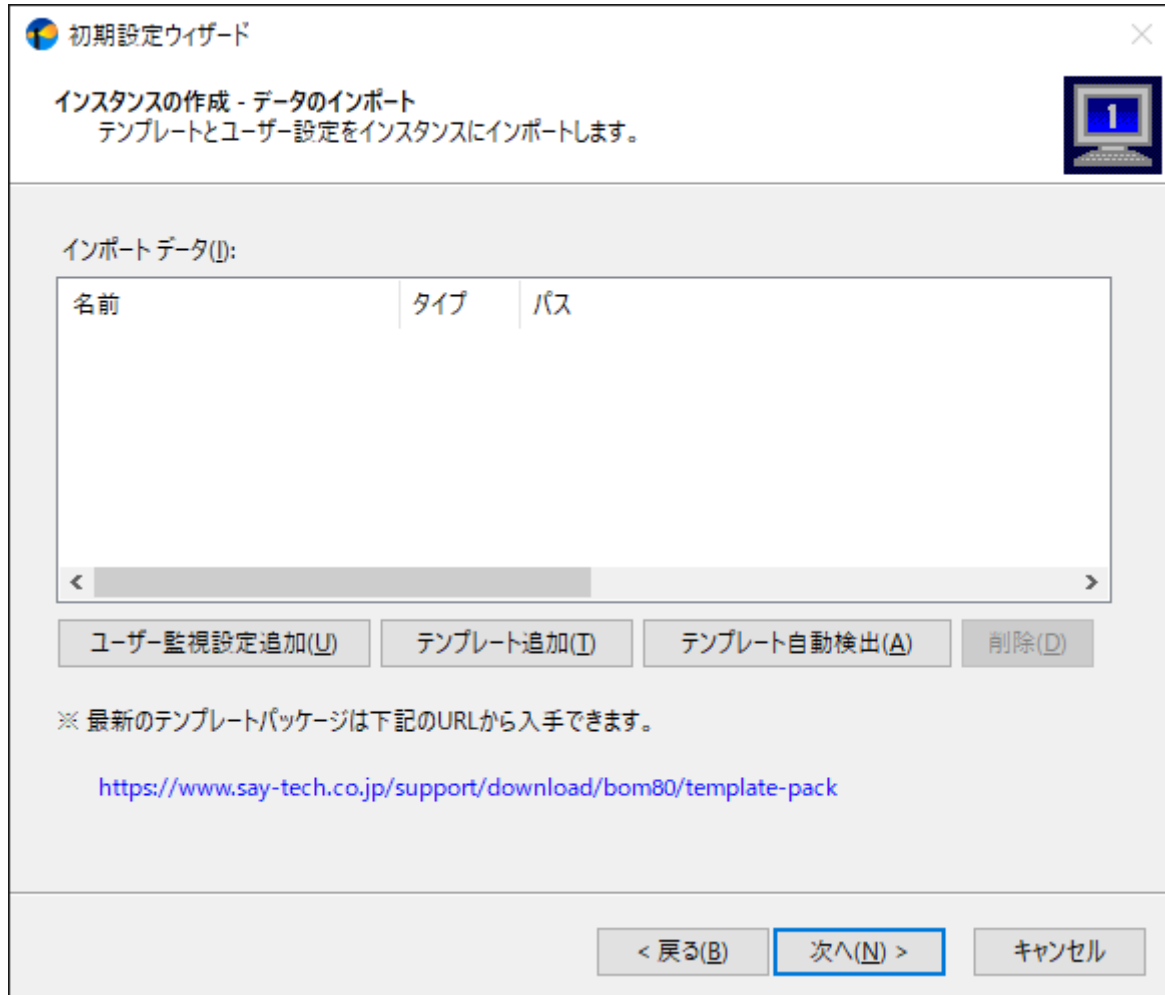 初期設定ウィザード
インスタンスの作成 - データのインポート
テンプレートとユーザー設定をインスタンスにインポートします。
1
インポート データ(I):
名前 タイプ パス
ユーザー監視設定追加(U) テンプレート追加(T) テンプレート自動検出(A) 削除(D)
※ 最新のテンプレートパッケージは下記のURLから入手できます。
https://www.say-tech.co.jp/support/download/bom80/template-pack
< 戻る(B) 次へ(N) > キャンセル